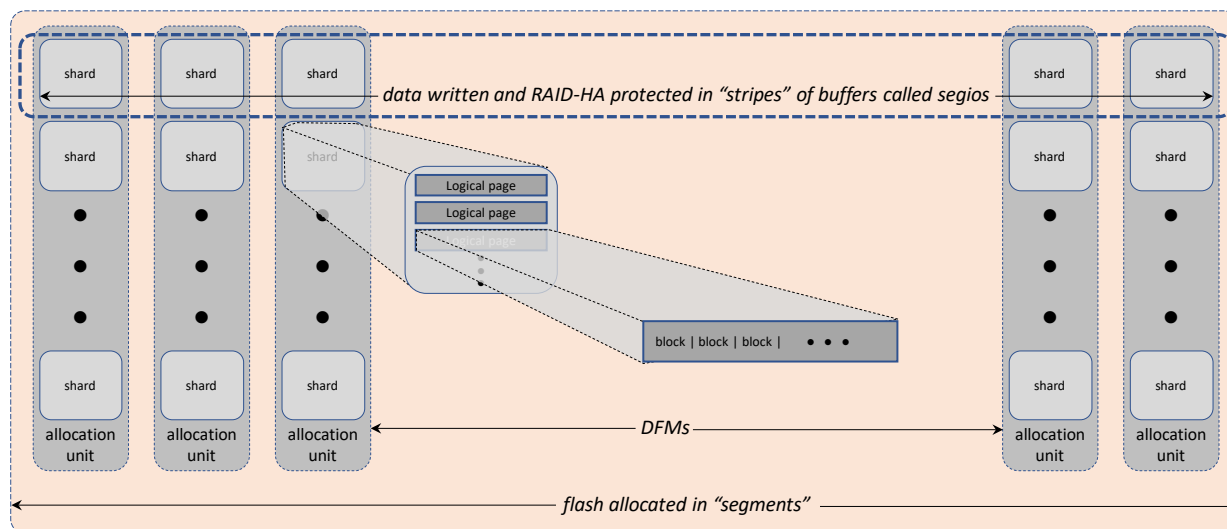 shard shard shard shard shard
data written and RAID-HA protected in “stripes” of buffers called segios
shard shard shard shard shard
Logical page
Logical page
Logical page
block | block | block |
shard shard shard shard shard
DFMs
allocation unit allocation unit allocation unit allocation unit allocation unit
flash allocated in “segments”